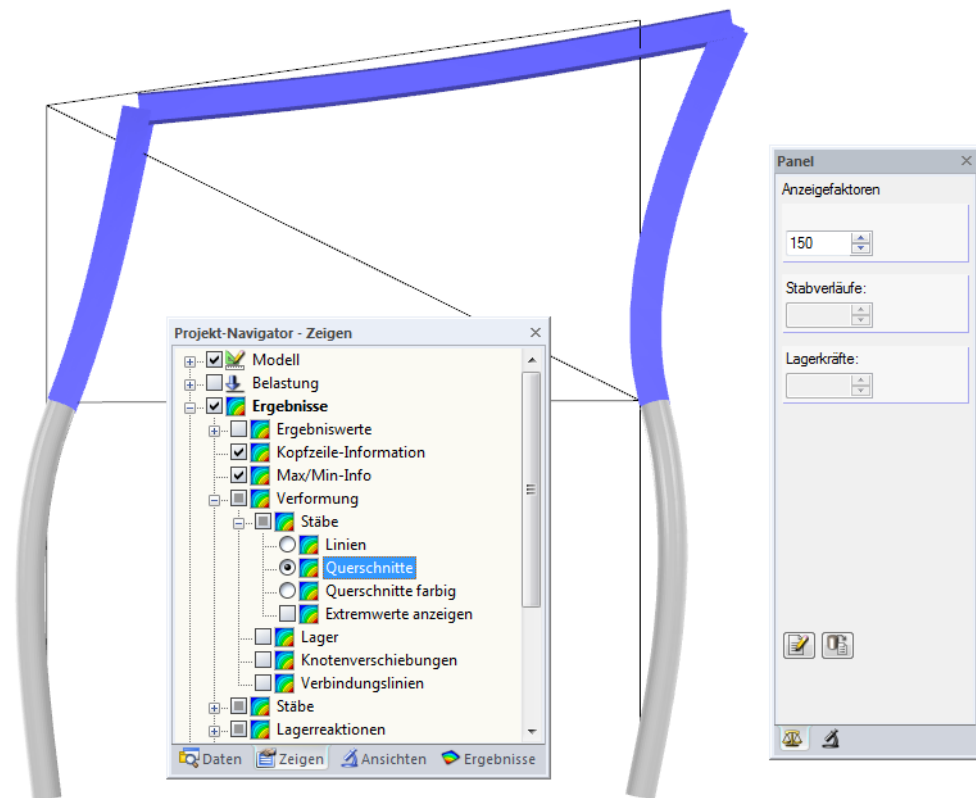 Projekt-Navigator - Zeigen
Modell
Belastung
Ergebnisse
Ergebniswerte
Kopfzeile-Information
Max/Min-Info
Verformung
Stäbe
Linien
Querschnitte
Querschnitte farbig
Extremwerte anzeigen
Lager
Knotenverschiebungen
Verbindungslinien
Stäbe
Lagerreaktionen
Daten Zeigen Ansichten Ergebnisse
Panel
Anzeigefaktoren
150
Stabverläufe:
Lagerkräfte: